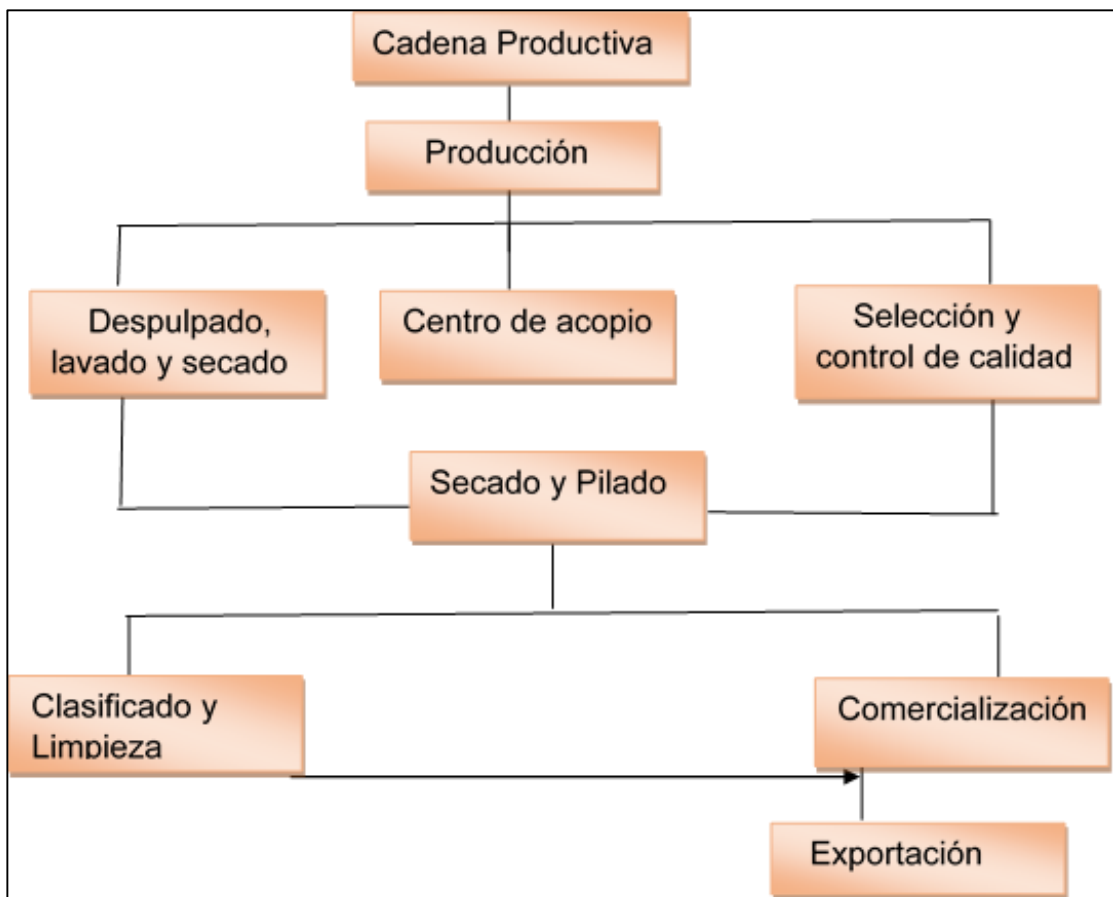 Cadena Productiva
Producción
Despulpado,
lavado y secado
Centro de acopio
Selección y
control de calidad
Secado y Pilado
Clasificado y
Limpieza
Comercialización
Exportación